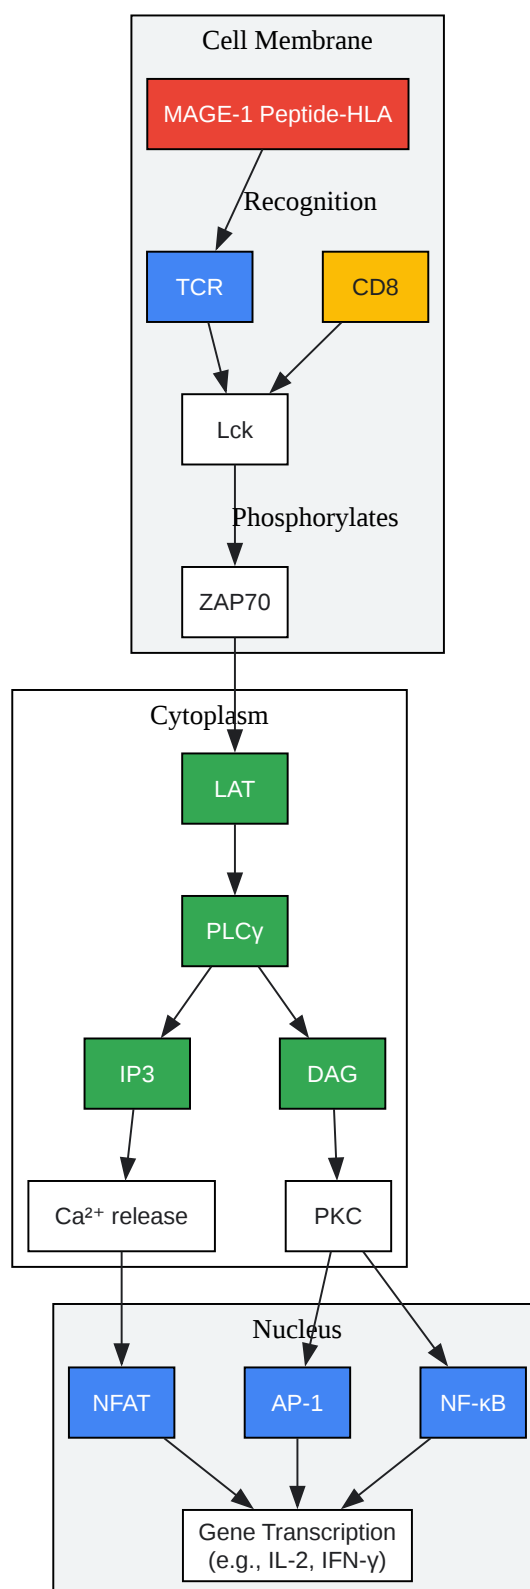 Cell Membrane
MAGE-1 Peptide-HLA
Recognition
TCR
CD8
Lck
Phosphorylates
ZAP70
Cytoplasm
LAT
PLCγ
IP3
DAG
Ca²⁺ release
PKC
Nucleus
NFAT
AP-1
NF-κB
Gene Transcription
(e.g., IL-2, IFN-γ)